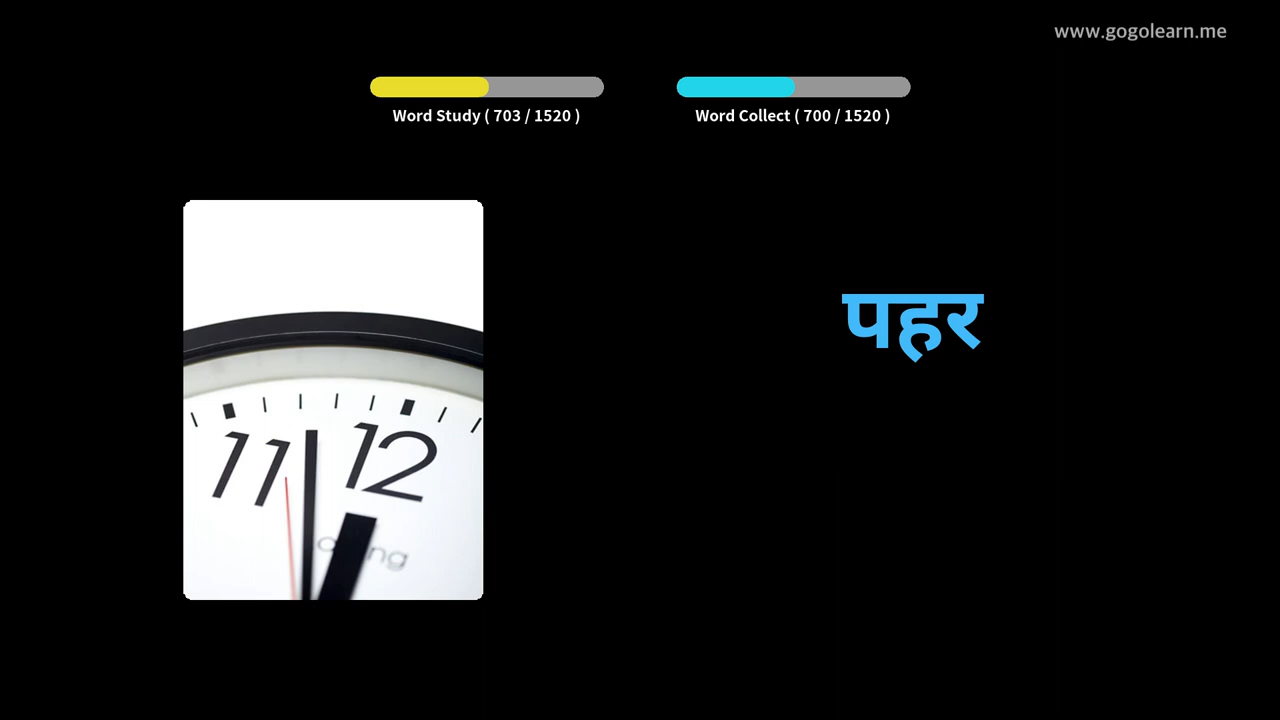 www.gogolearn.me
Word Study ( 703 / 1520 )
Word Collect ( 700 / 1520 )
पहर
11
12